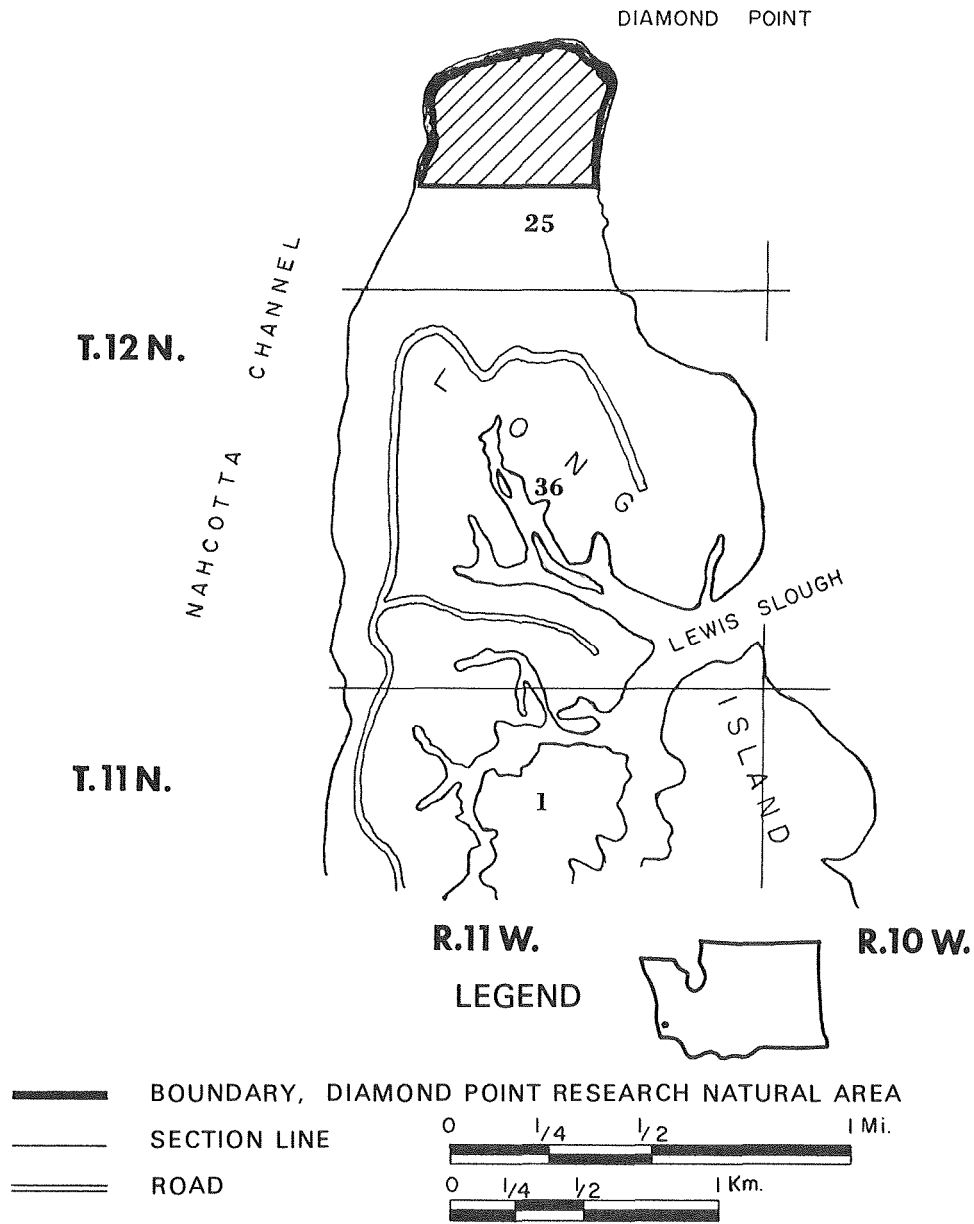 DIAMOND POINT
25
NAHCOTTA CHANNEL
T.12 N.
LONG
36
LEWIS SLOUGH
ISLAND
T.11 N.
1
R.11 W.
R.10 W.
LEGEND
BOUNDARY, DIAMOND POINT RESEARCH NATURAL AREA
SECTION LINE
0 1/4 1/2 1 Mi.
ROAD
0 1/4 1/2 1 Km.